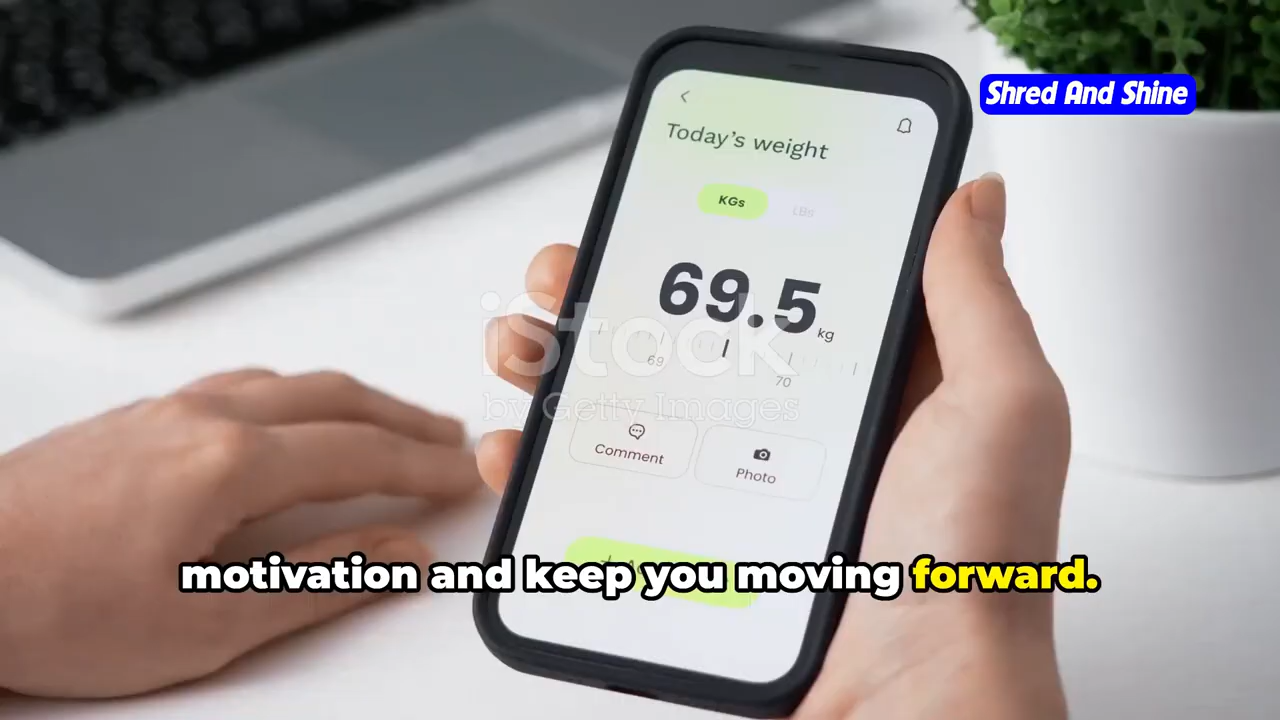 Shred And Shine
Today's weight
KGs LBs
69.5 kg
69
70
iStock
by Getty Images
Comment
Photo
motivation and keep you moving forward.